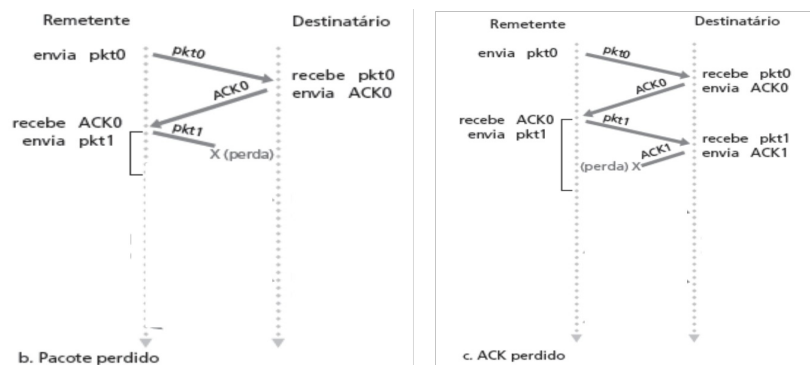 Remetente
Destinatário
envia pkt0
pkt0
recebe pkt0
envia ACK0
ACK0
recebe ACK0
envia pkt1
pkt1
X (perda)
b. Pacote perdido
Remetente
Destinatário
envia pkt0
pkt0
recebe pkt0
envia ACK0
ACK0
recebe ACK0
envia pkt1
pkt1
recebe pkt1
envia ACK1
ACK1
(perda) X
c. ACK perdido